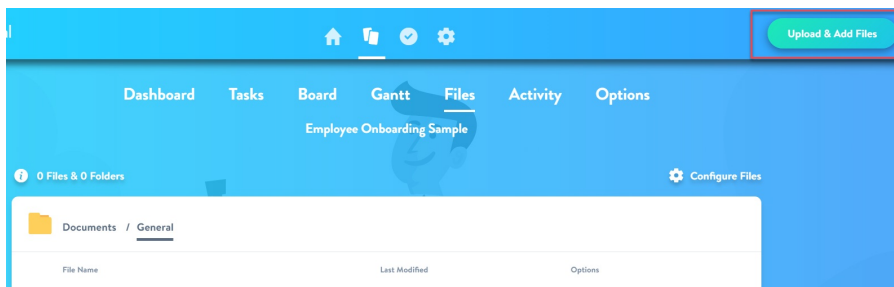 Upload & Add Files
Dashboard Tasks Board Gantt Files Activity Options
Employee Onboarding Sample
0 Files & 0 Folders Configure Files
Documents / General
File Name Last Modified Options